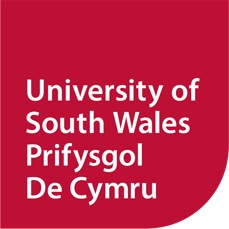 University of
South Wales
Prifysgol
De Cymru